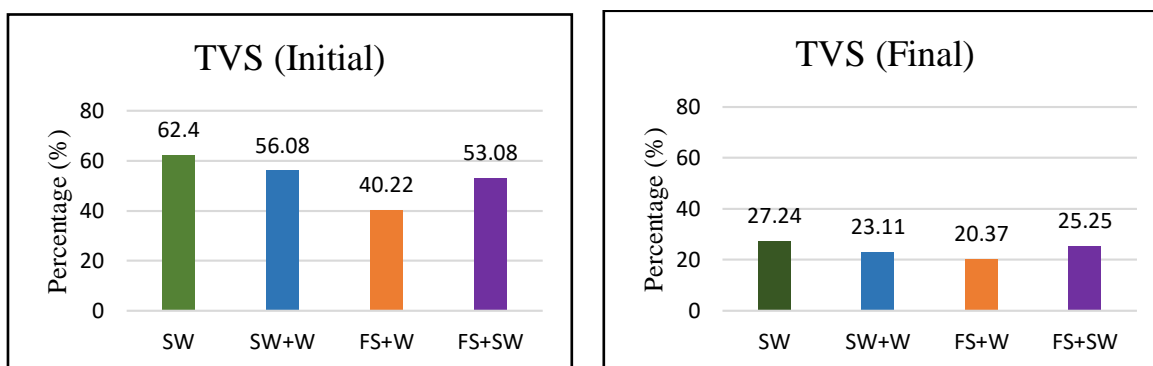 TVS (Initial)
Percentage (%)
80
60
40
20
0
62.4
56.08
40.22
53.08
SW
SW+W
FS+W
FS+SW
TVS (Final)
Percentage (%)
80
60
40
20
0
27.24
23.11
20.37
25.25
SW
SW+W
FS+W
FS+SW